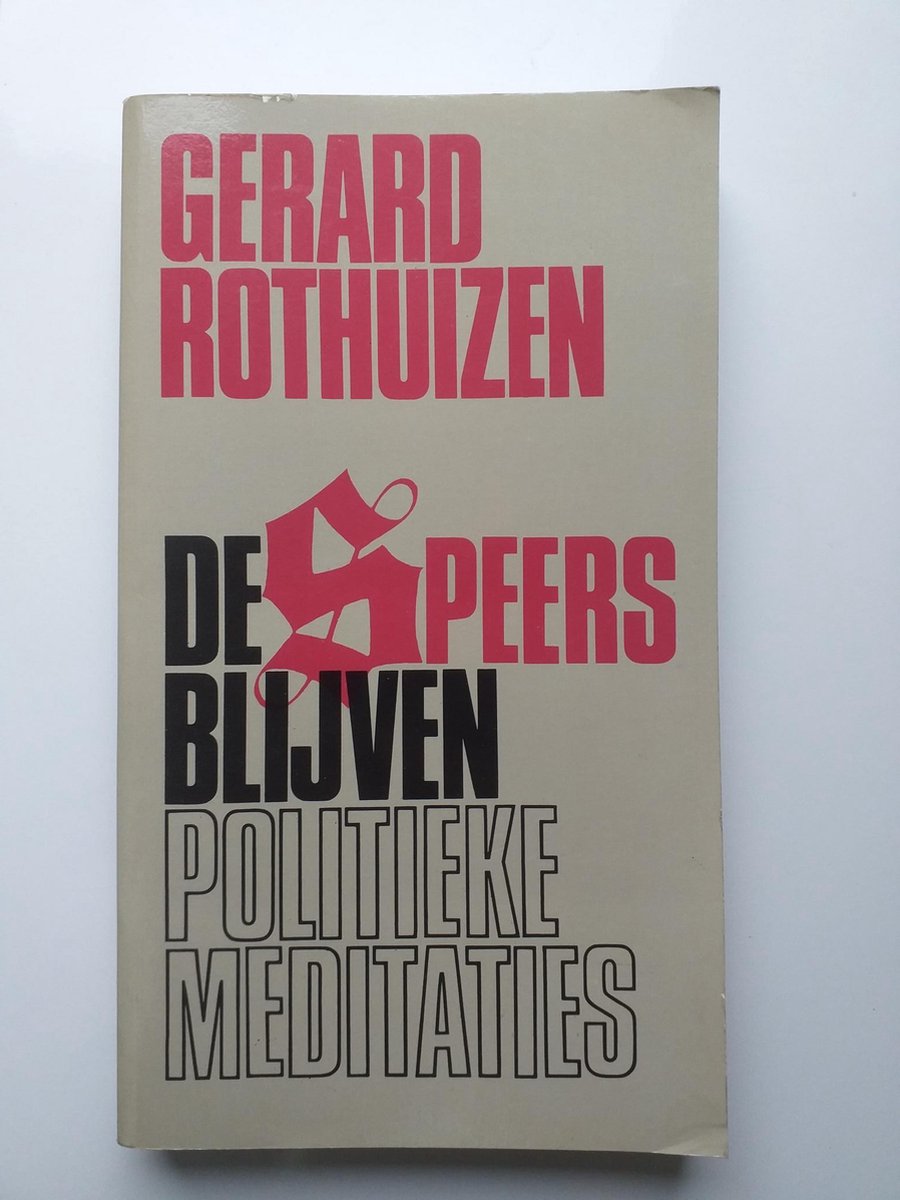 GERARD
ROTHUIZEN
DE SPEERS
BLIJVEN
POLITIEKE
MEDITATIES